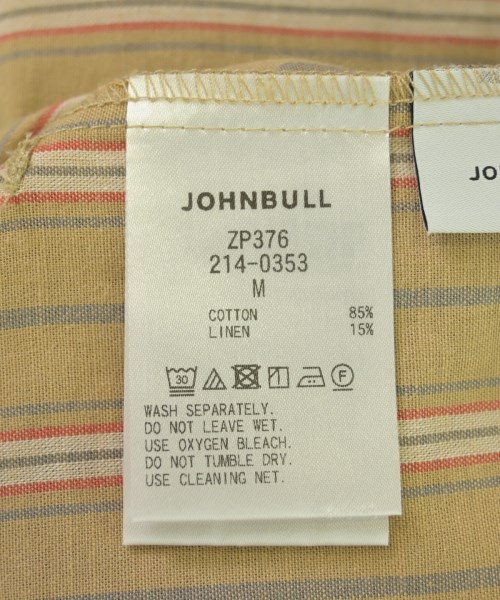 JOHNBULL
ZP376
214-0353
M
COTTON 85%
LINEN 15%
30
F
WASH SEPARATELY.
DO NOT LEAVE WET.
USE OXYGEN BLEACH.
DO NOT TUMBLE DRY.
USE CLEANING NET.
JO